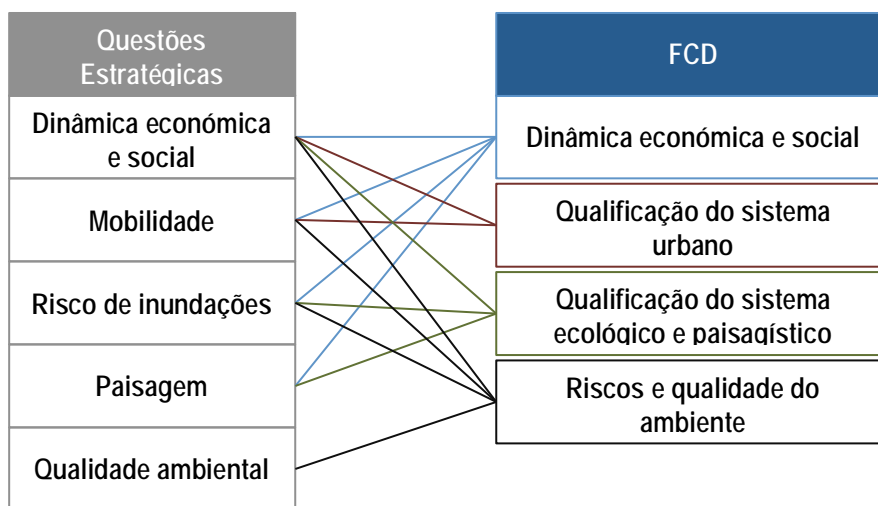 Questões
Estratégicas
FCD
Dinâmica económica
e social
Dinâmica económica e social
Mobilidade
Qualificação do sistema
urbano
Risco de inundações
Qualificação do sistema
ecológico e paisagístico
Paisagem
Riscos e qualidade do
ambiente
Qualidade ambiental